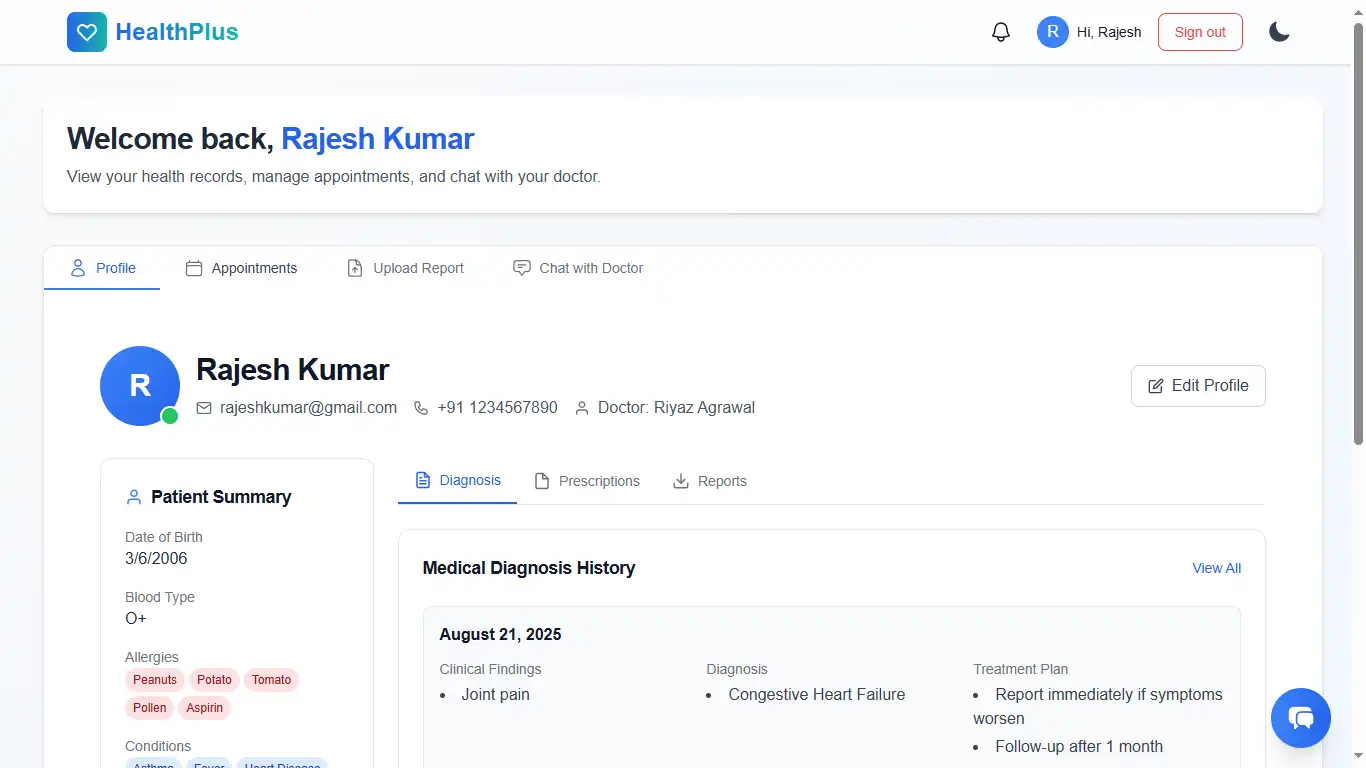 HealthPlus
R Hi, Rajesh Sign out
Welcome back, Rajesh Kumar
View your health records, manage appointments, and chat with your doctor.
Profile Appointments Upload Report Chat with Doctor
R
Rajesh Kumar
rajeshkumar@gmail.com +91 1234567890 Doctor: Riyaz Agrawal
Edit Profile
Patient Summary
Date of Birth
3/6/2006
Blood Type
O+
Allergies
Peanuts Potato Tomato
Pollen Aspirin
Conditions
Asthma Fever Heart Disease
Diagnosis Prescriptions Reports
Medical Diagnosis History
View All
August 21, 2025
Clinical Findings
• Joint pain
Diagnosis
• Congestive Heart Failure
Treatment Plan
• Report immediately if symptoms
worsen
• Follow-up after 1 month